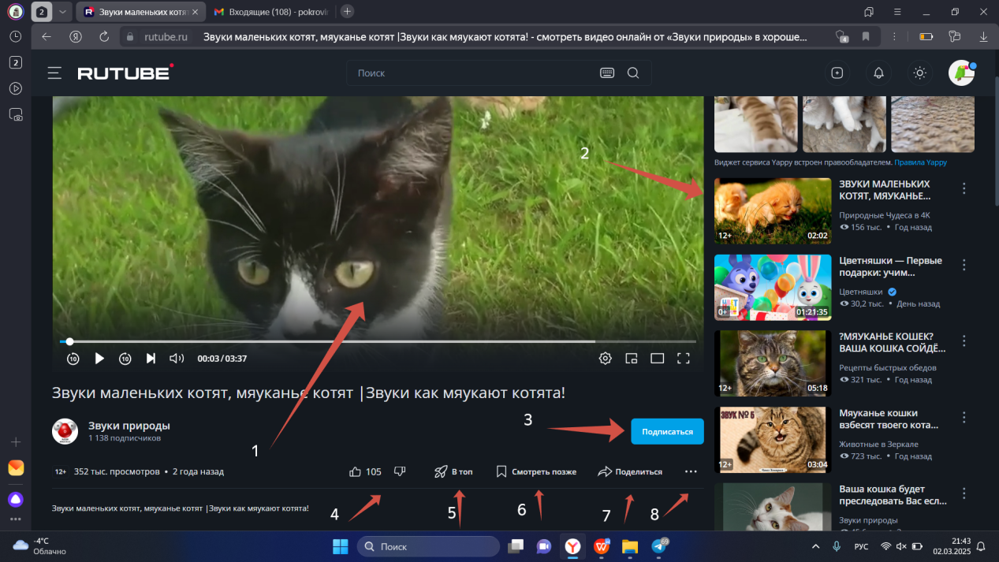 2
Звуки маленьких котят
Входящие (108) - pokrovir
rutube.ru
Звуки маленьких котят, мяуканье котят |Звуки как мяукают котята! - смотреть видео онлайн от «Звуки природы» в хороше...
4
2
RUTUBE
Поиск
Виджет сервиса Yappy встроен правообладателем. Правила Yappy
2
ЗВУКИ МАЛЕНЬКИХ
КОТЯТ, МЯУКАНЬЕ...
Природные Чудеса в 4K
156 тыс. • Год назад
12+
02:02
Цветняшки — Первые
подарки: учим...
Цветняшки
30,2 тыс. • День назад
ЦВЕТ
0+
01:21:35
?МЯУКАНЬЕ КОШЕК?
ВАША КОШКА СОЙДЁ...
Рецепты быстрых обедов
321 тыс. • Год назад
12+
05:18
ЗВУК № 5
Мяуканье кошки
взбесят твоего кота...
Животные в Зеркале
723 тыс. • Год назад
12+
03:04
Ваша кошка будет
преследовать Вас есл...
Звуки природы
10
10
00:03 / 03:37
Звуки маленьких котят, мяуканье котят |Звуки как мяукают котята!
Звуки природы
1 138 подписчиков
3
Подписаться
1
12+ 352 тыс. просмотров • 2 года назад
105
В топ
Смотреть позже
Поделиться
Звуки маленьких котят, мяуканье котят |Звуки как мяукают котята!
4
5
6
7
8
-4°C
Облачно
Поиск
69
РУС
21:43
02.03.2025